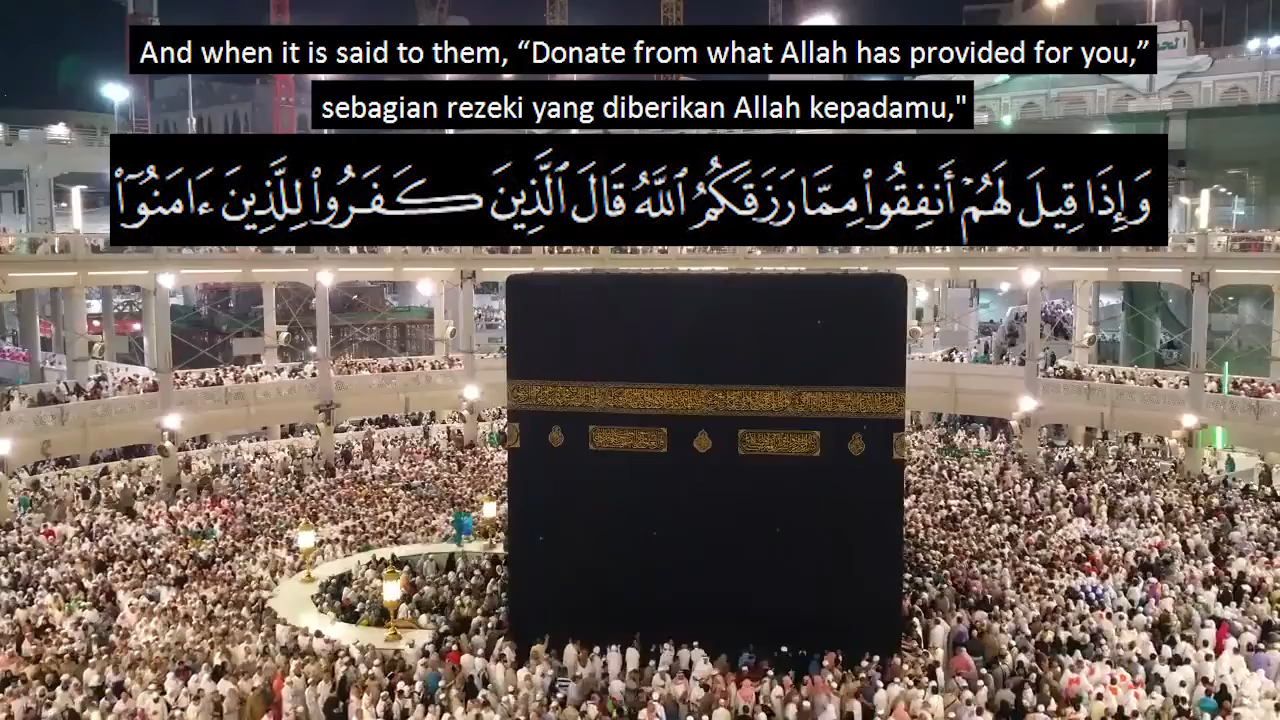 And when it is said to them, “Donate from what Allah has provided for you,”
sebagian rezeki yang diberikan Allah kepadamu,"
وَإِذَا قِيلَ لَهُمْ أَنفِقُوا۟ مِمَّا رَزَقَكُمُ ٱللَّهُ قَالَ ٱلَّذِينَ كَفَرُوا۟ لِلَّذِينَ ءَامَنُوٓا۟